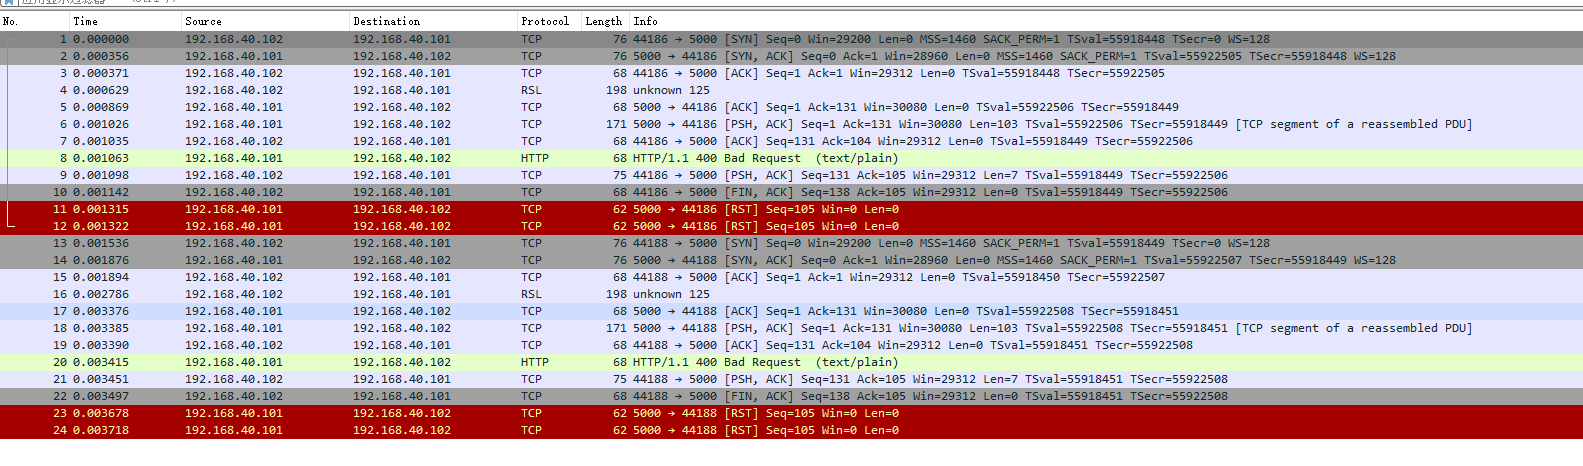 No. Time Source Destination Protocol Length Info
1 0.000000 192.168.40.102 192.168.40.101 TCP 76 44186 → 5000 [SYN] Seq=0 Win=29200 Len=0 MSS=1460 SACK_PERM=1 TSval=55918448 TSecr=0 WS=128
2 0.000356 192.168.40.101 192.168.40.102 TCP 76 5000 → 44186 [SYN, ACK] Seq=0 Ack=1 Win=28960 Len=0 MSS=1460 SACK_PERM=1 TSval=55922505 TSecr=55918448 WS=128
3 0.000371 192.168.40.102 192.168.40.101 TCP 68 44186 → 5000 [ACK] Seq=1 Ack=1 Win=29312 Len=0 TSval=55918448 TSecr=55922505
4 0.000629 192.168.40.102 192.168.40.101 RSL 198 unknown 125
5 0.000869 192.168.40.101 192.168.40.102 TCP 68 5000 → 44186 [ACK] Seq=1 Ack=131 Win=30080 Len=0 TSval=55922506 TSecr=55918449
6 0.001026 192.168.40.101 192.168.40.102 TCP 171 5000 → 44186 [PSH, ACK] Seq=1 Ack=131 Win=30080 Len=103 TSval=55922506 TSecr=55918449 [TCP segment of a reassembled PDU]
7 0.001035 192.168.40.102 192.168.40.101 TCP 68 44186 → 5000 [ACK] Seq=131 Ack=104 Win=29312 Len=0 TSval=55918449 TSecr=55922506
8 0.001063 192.168.40.101 192.168.40.102 HTTP 68 HTTP/1.1 400 Bad Request (text/plain)
9 0.001098 192.168.40.102 192.168.40.101 TCP 75 44186 → 5000 [PSH, ACK] Seq=131 Ack=105 Win=29312 Len=7 TSval=55918449 TSecr=55922506
10 0.001142 192.168.40.102 192.168.40.101 TCP 68 44186 → 5000 [FIN, ACK] Seq=138 Ack=105 Win=29312 Len=0 TSval=55918449 TSecr=55922506
11 0.001315 192.168.40.101 192.168.40.102 TCP 62 5000 → 44186 [RST] Seq=105 Win=0 Len=0
12 0.001322 192.168.40.101 192.168.40.102 TCP 62 5000 → 44186 [RST] Seq=105 Win=0 Len=0
13 0.001536 192.168.40.102 192.168.40.101 TCP 76 44188 → 5000 [SYN] Seq=0 Win=29200 Len=0 MSS=1460 SACK_PERM=1 TSval=55918449 TSecr=0 WS=128
14 0.001876 192.168.40.101 192.168.40.102 TCP 76 5000 → 44188 [SYN, ACK] Seq=0 Ack=1 Win=28960 Len=0 MSS=1460 SACK_PERM=1 TSval=55922507 TSecr=55918449 WS=128
15 0.001894 192.168.40.102 192.168.40.101 TCP 68 44188 → 5000 [ACK] Seq=1 Ack=1 Win=29312 Len=0 TSval=55918450 TSecr=55922507
16 0.002786 192.168.40.102 192.168.40.101 RSL 198 unknown 125
17 0.003376 192.168.40.101 192.168.40.102 TCP 68 5000 → 44188 [ACK] Seq=1 Ack=131 Win=30080 Len=0 TSval=55922508 TSecr=55918451
18 0.003385 192.168.40.101 192.168.40.102 TCP 171 5000 → 44188 [PSH, ACK] Seq=1 Ack=131 Win=30080 Len=103 TSval=55922508 TSecr=55918451 [TCP segment of a reassembled PDU]
19 0.003390 192.168.40.102 192.168.40.101 TCP 68 44188 → 5000 [ACK] Seq=131 Ack=104 Win=29312 Len=0 TSval=55918451 TSecr=55922508
20 0.003415 192.168.40.101 192.168.40.102 HTTP 68 HTTP/1.1 400 Bad Request (text/plain)
21 0.003451 192.168.40.102 192.168.40.101 TCP 75 44188 → 5000 [PSH, ACK] Seq=131 Ack=105 Win=29312 Len=7 TSval=55918451 TSecr=55922508
22 0.003497 192.168.40.102 192.168.40.101 TCP 68 44188 → 5000 [FIN, ACK] Seq=138 Ack=105 Win=29312 Len=0 TSval=55918451 TSecr=55922508
23 0.003678 192.168.40.101 192.168.40.102 TCP 62 5000 → 44188 [RST] Seq=105 Win=0 Len=0
24 0.003718 192.168.40.101 192.168.40.102 TCP 62 5000 → 44188 [RST] Seq=105 Win=0 Len=0